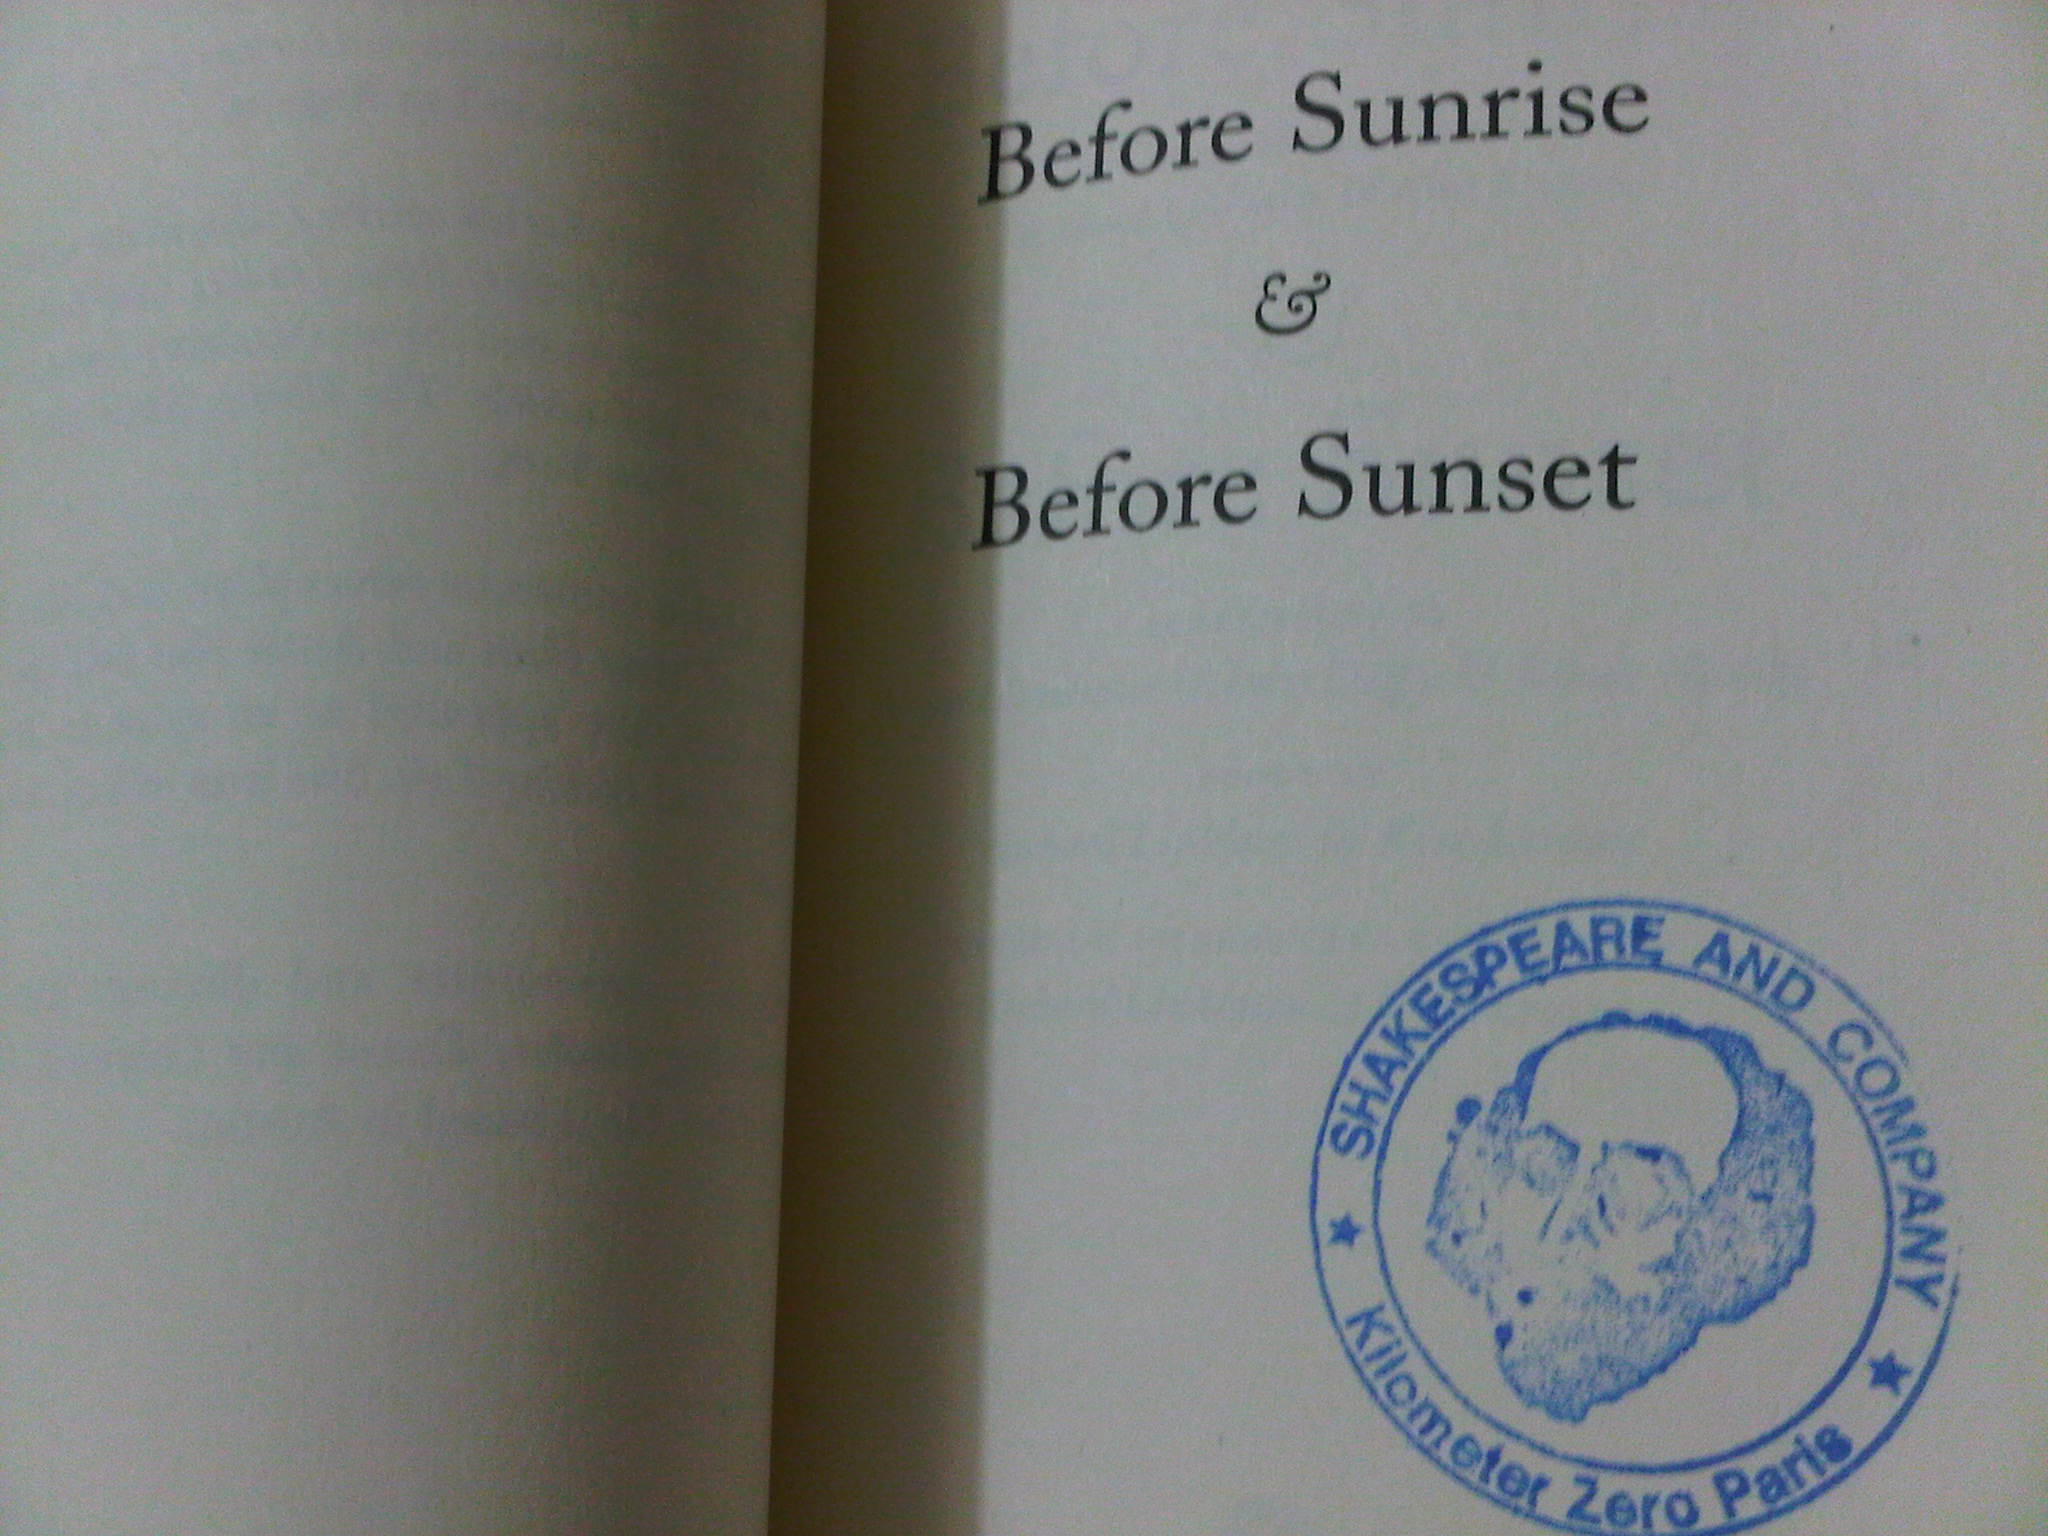 Before Sunrise
&
Before Sunset
SHAKESPEARE AND COMPANY
Kilometer Zero Paris